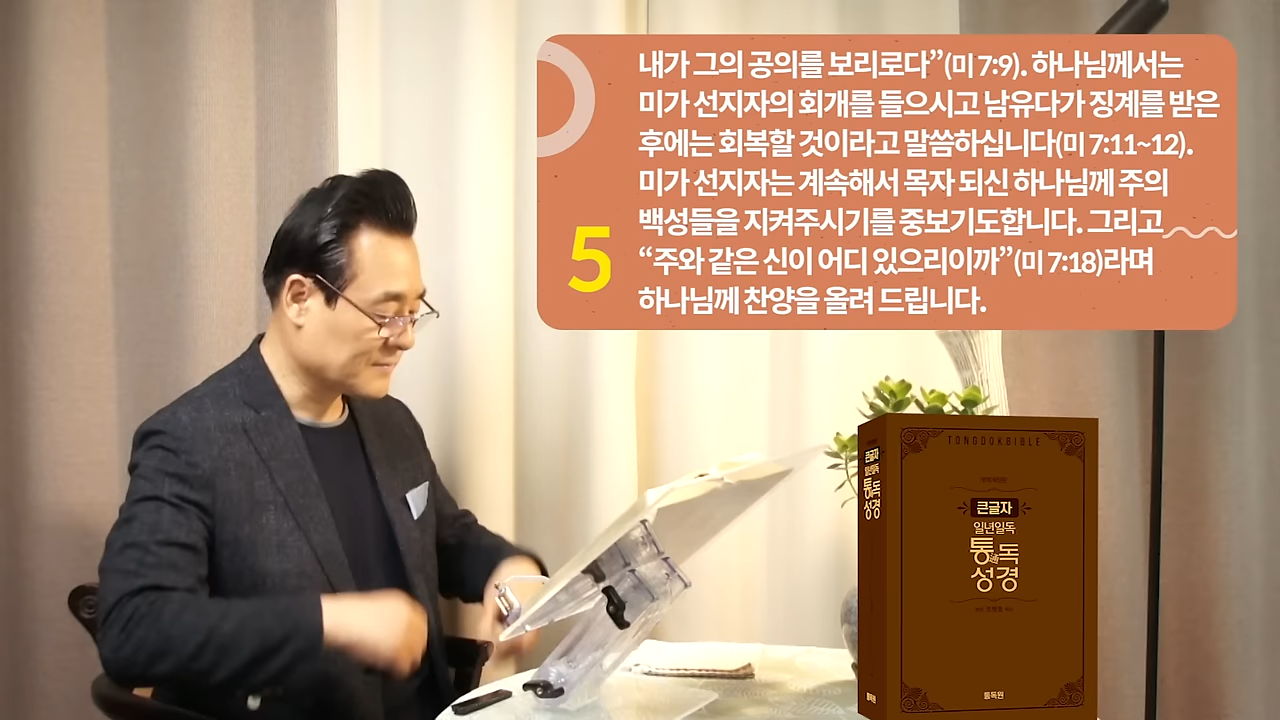 내가 그의 공의를 보리로다”(미 7:9). 하나님께서는
미가 선지자의 회개를 들으시고 남유다가 징계를 받은
후에는 회복할 것이라고 말씀하십니다(미 7:11~12).
미가 선지자는 계속해서 목자 되신 하나님께 주의
백성들을 지켜주시기를 중보기도합니다. 그리고
“주와 같은 신이 어디 있으리이까”(미 7:18)라며
하나님께 찬양을 올려 드립니다.
5
TONGDOKBIBLE
큰글자
일년일독
통독
성경
통독원
큰글자
일년일독
통독
성경
통독원